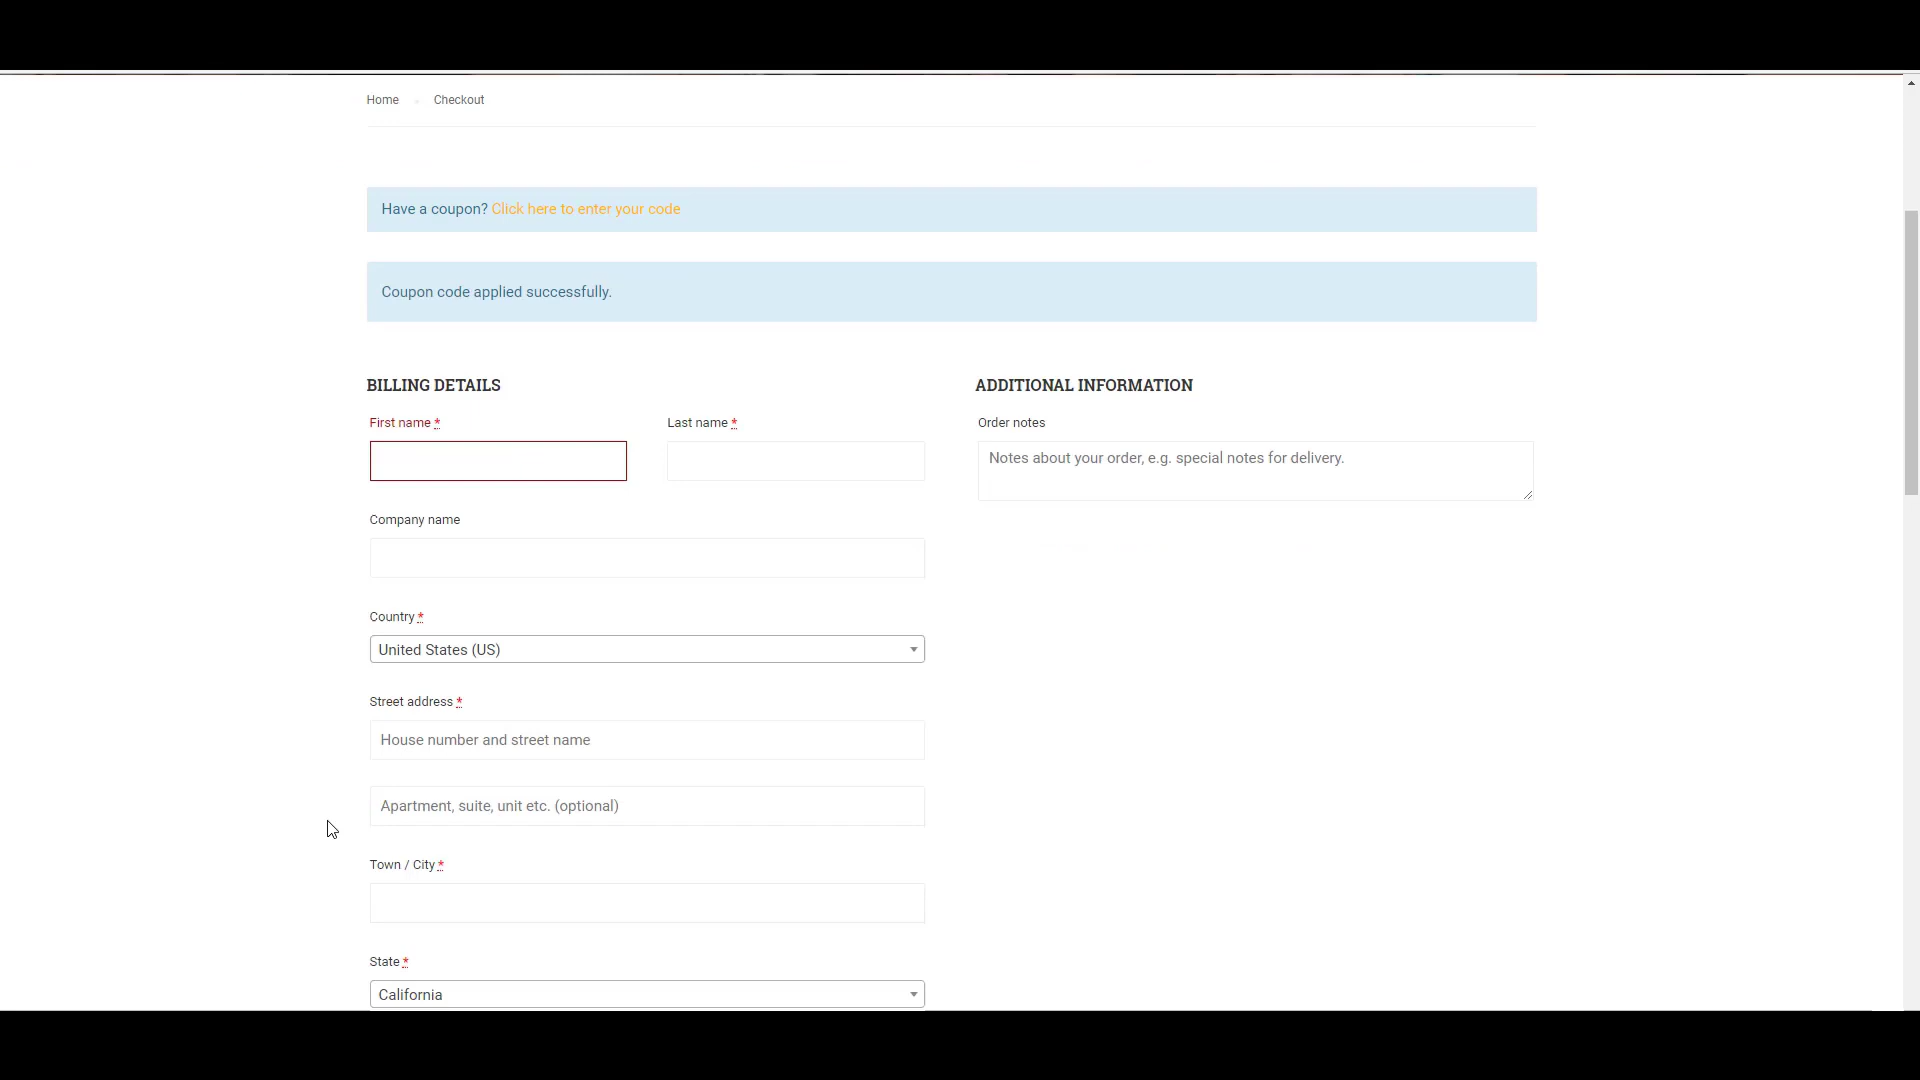 Home » Checkout
Have a coupon? Click here to enter your code
Coupon code applied successfully.
BILLING DETAILS
First name *
Last name *
Company name
Country *
United States (US)
Street address *
House number and street name
Apartment, suite, unit etc. (optional)
Town / City *
State *
California
ADDITIONAL INFORMATION
Order notes
Notes about your order, e.g. special notes for delivery.